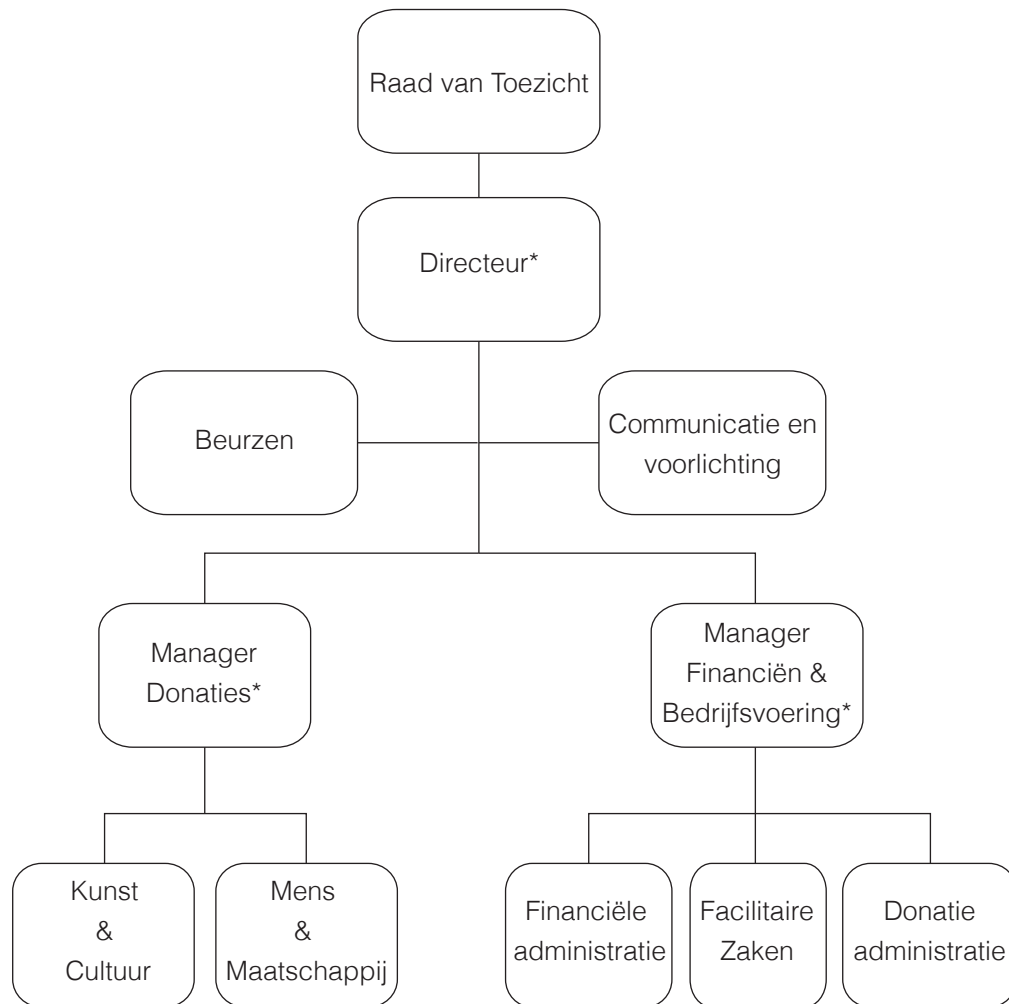 Raad van Toezicht
Directeur*
Beurzen
Communicatie en
voorlichting
Manager
Donaties*
Manager
Financiën &
Bedrijfsvoering*
Kunst
&
Cultuur
Mens
&
Maatschappij
Financiële
administratie
Facilitaire
Zaken
Donatie
administratie